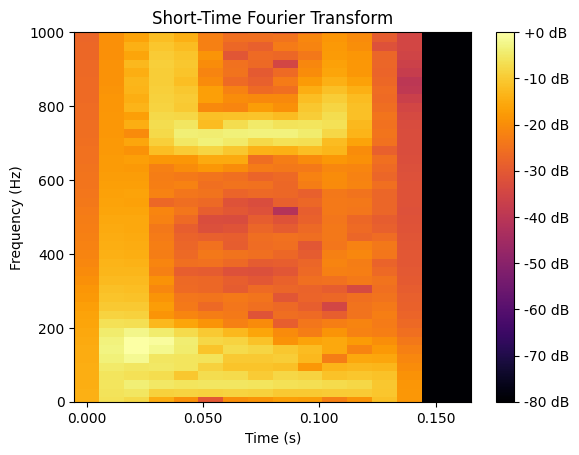 Short-Time Fourier Transform
1000
800
600
400
200
0
Frequency (Hz)
0.000
0.050
0.100
0.150
Time (s)
+0 dB
-10 dB
-20 dB
-30 dB
-40 dB
-50 dB
-60 dB
-70 dB
-80 dB